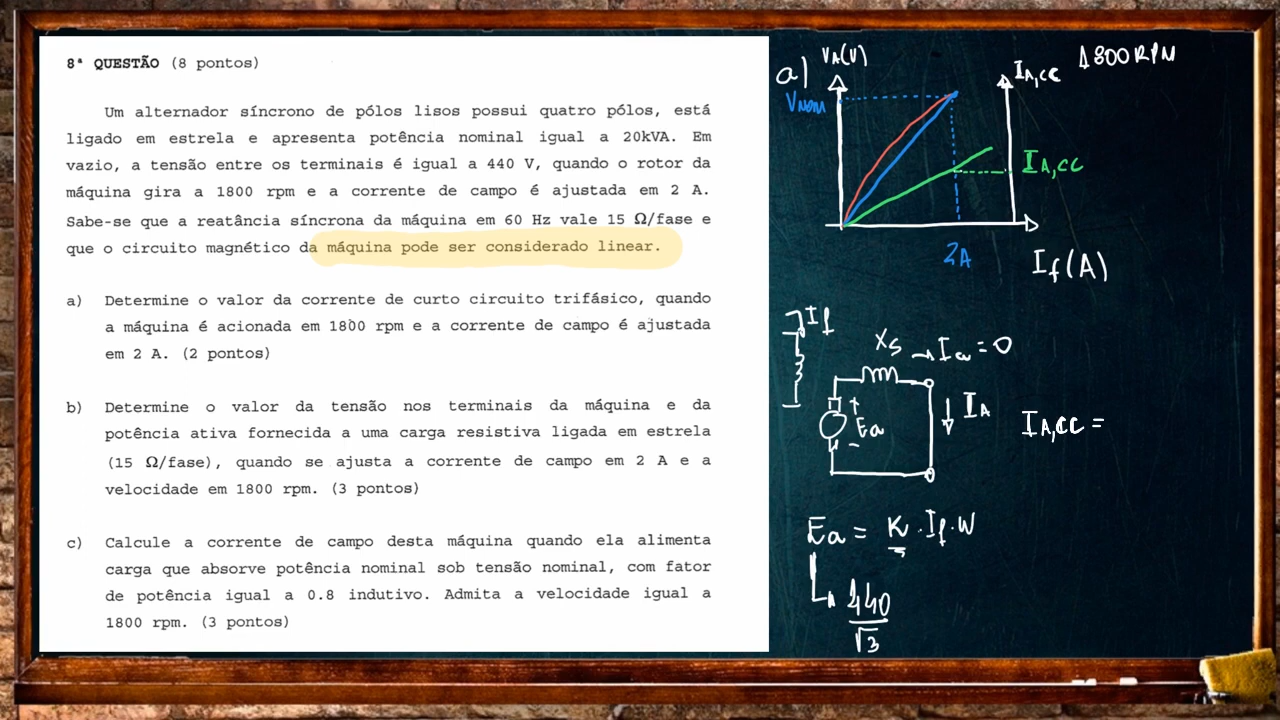 8ª QUESTÃO (8 pontos)
Um alternador síncrono de pólos lisos possui quatro pólos, está
ligado em estrela e apresenta potência nominal igual a 20kVA. Em
vazio, a tensão entre os terminais é igual a 440 V, quando o rotor da
máquina gira a 1800 rpm e a corrente de campo é ajustada em 2 A.
Sabe-se que a reatância síncrona da máquina em 60 Hz vale 15 Ω/fase e
que o circuito magnético da máquina pode ser considerado linear.
a) Determine o valor da corrente de curto circuito trifásico, quando
a máquina é acionada em 1800 rpm e a corrente de campo é ajustada
em 2 A. (2 pontos)
b) Determine o valor da tensão nos terminais da máquina e da
potência ativa fornecida a uma carga resistiva ligada em estrela
(15 Ω/fase), quando se ajusta a corrente de campo em 2 A e a
velocidade em 1800 rpm. (3 pontos)
c) Calcule a corrente de campo desta máquina quando ela alimenta
carga que absorve potência nominal sob tensão nominal, com fator
de potência igual a 0.8 indutivo. Admita a velocidade igual a
1800 rpm. (3 pontos)
a) VA(V)
IA,cc
1800 RPM
VNOM
IA,cc
2A
If(A)
If
Xs → Ia = 0
+
Ea
-
IA
IA,cc =
Ea = K · If · W
440
√3